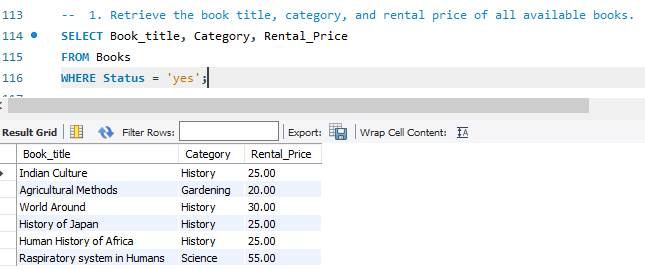 113 -- 1. Retrieve the book title, category, and rental price of all available books.
114 SELECT Book_title, Category, Rental_Price
115 FROM Books
116 WHERE Status = 'yes';
Result Grid Filter Rows: Export: Wrap Cell Content:
Book_title Category Rental_Price
Indian Culture History 25.00
Agricultural Methods Gardening 20.00
World Around History 30.00
History of Japan History 25.00
Human History of Africa History 25.00
Raspiratory system in Humans Science 55.00